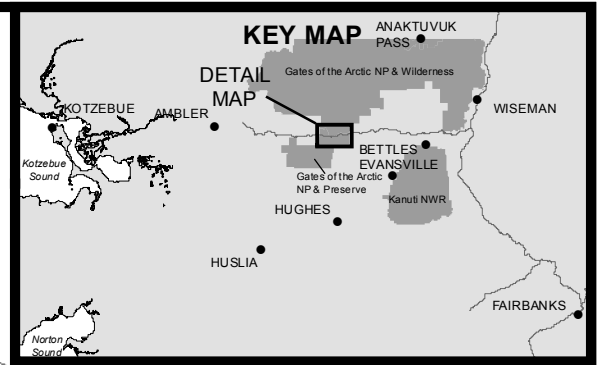 KEY MAP
ANAKTUVUK
PASS
Gates of the Arctic NP & Wilderness
DETAIL
MAP
KOTZEBUE
AMBLER
WISEMAN
Kotzebue
Sound
BETTLES
EVANSVILLE
Gates of the Arctic
NP & Preserve
Kanuti NWR
HUGHES
HUSLIA
FAIRBANKS
Norton
Sound